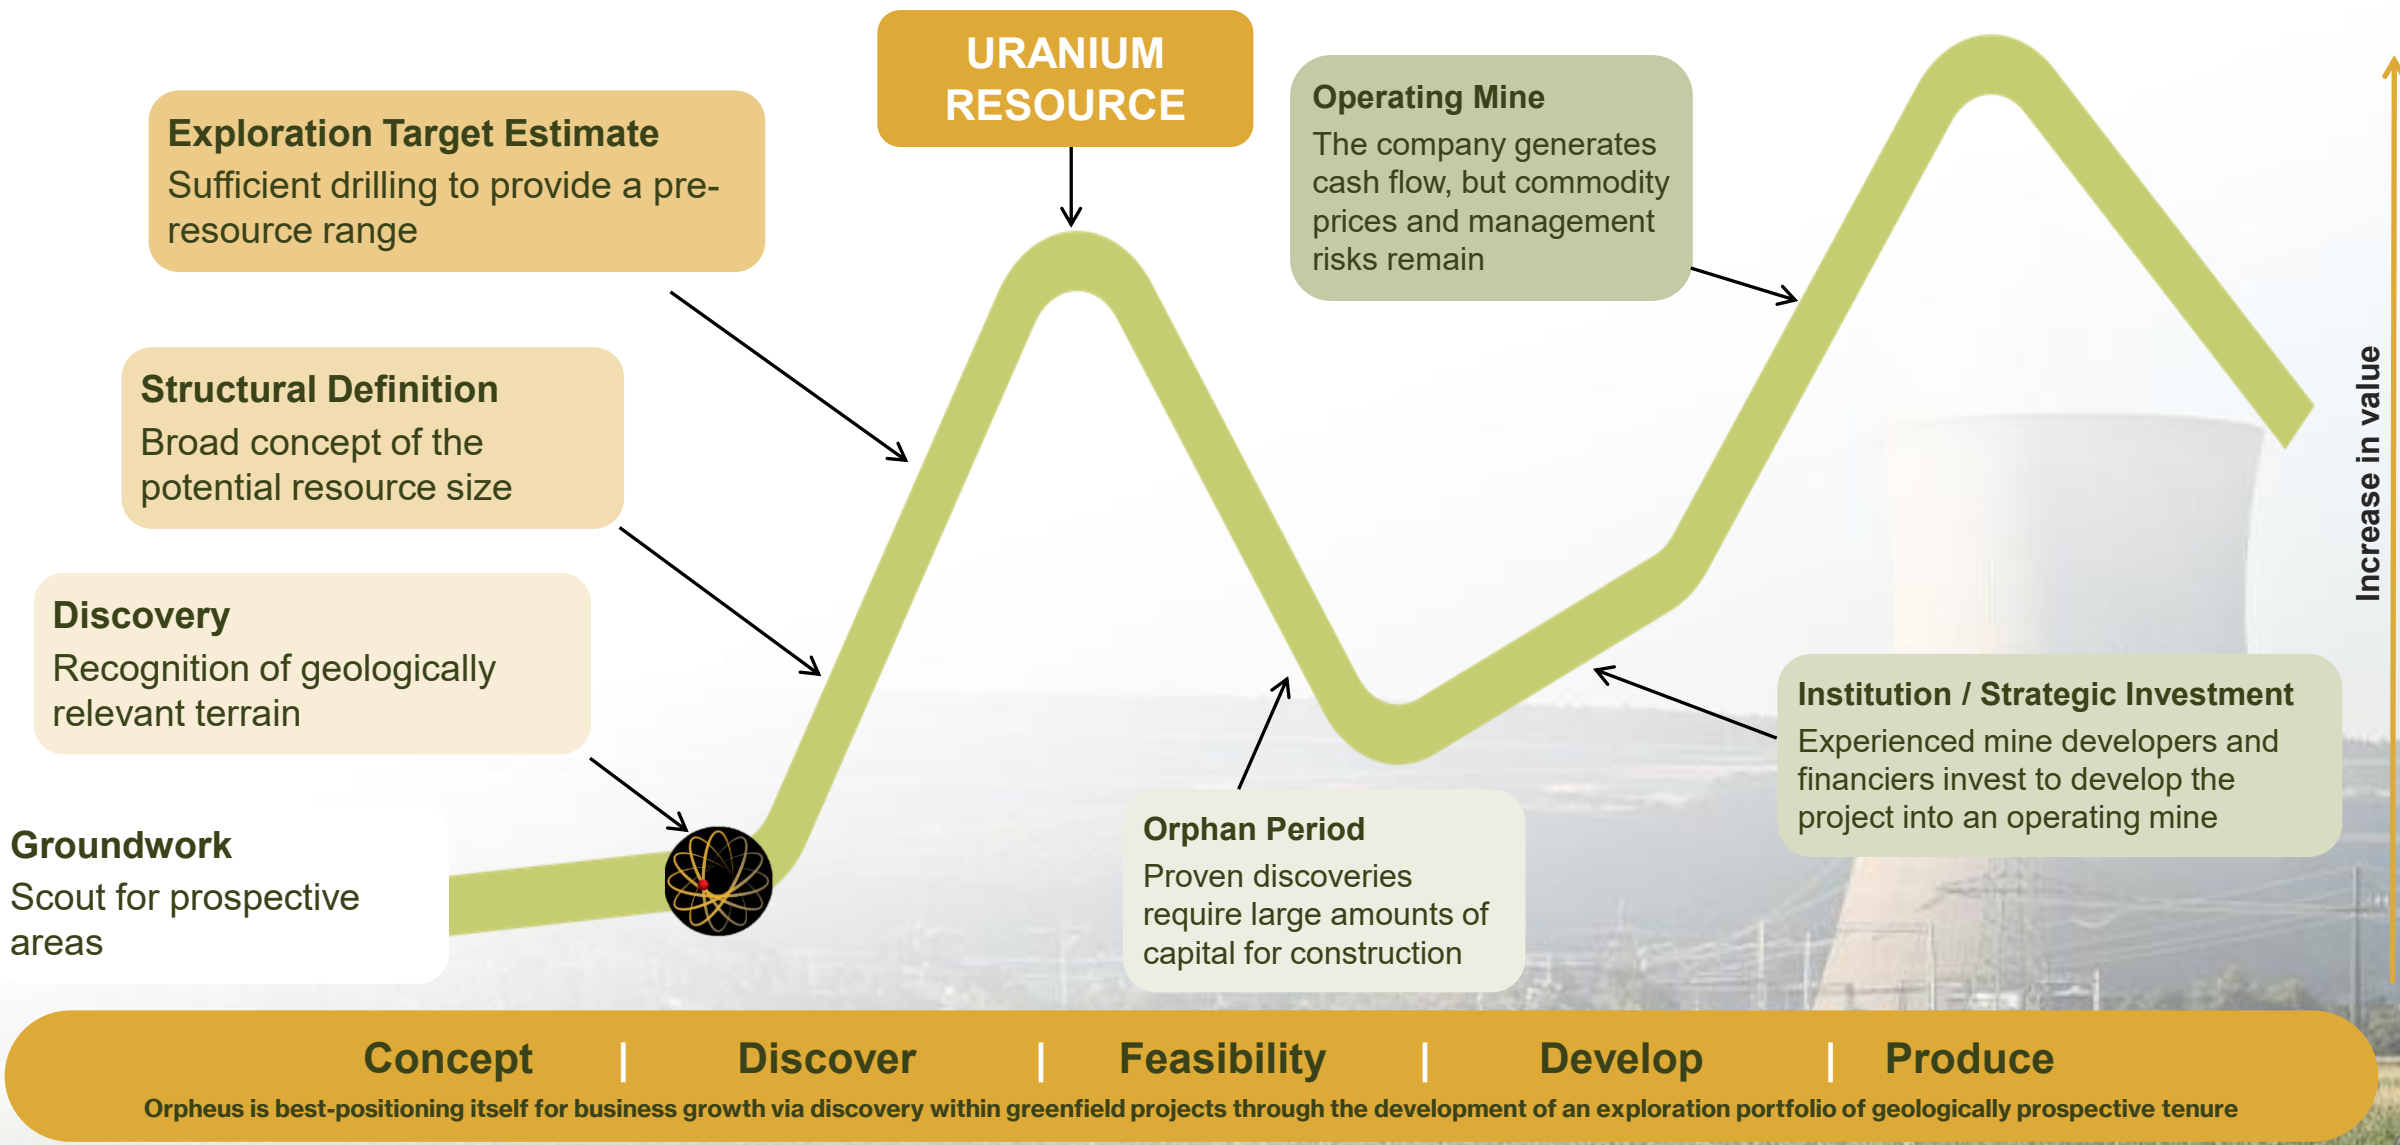 URANIUM
RESOURCE
Exploration Target Estimate
Sufficient drilling to provide a pre-
resource range
Structural Definition
Broad concept of the
potential resource size
Discovery
Recognition of geologically
relevant terrain
Groundwork
Scout for prospective
areas
Operating Mine
The company generates
cash flow, but commodity
prices and management
risks remain
Orphan Period
Proven discoveries
require large amounts of
capital for construction
Institution / Strategic Investment
Experienced mine developers and
financiers invest to develop the
project into an operating mine
Increase in value
Concept | Discover | Feasibility | Develop | Produce
Orpheus is best-positioning itself for business growth via discovery within greenfield projects through the development of an exploration portfolio of geologically prospective tenure